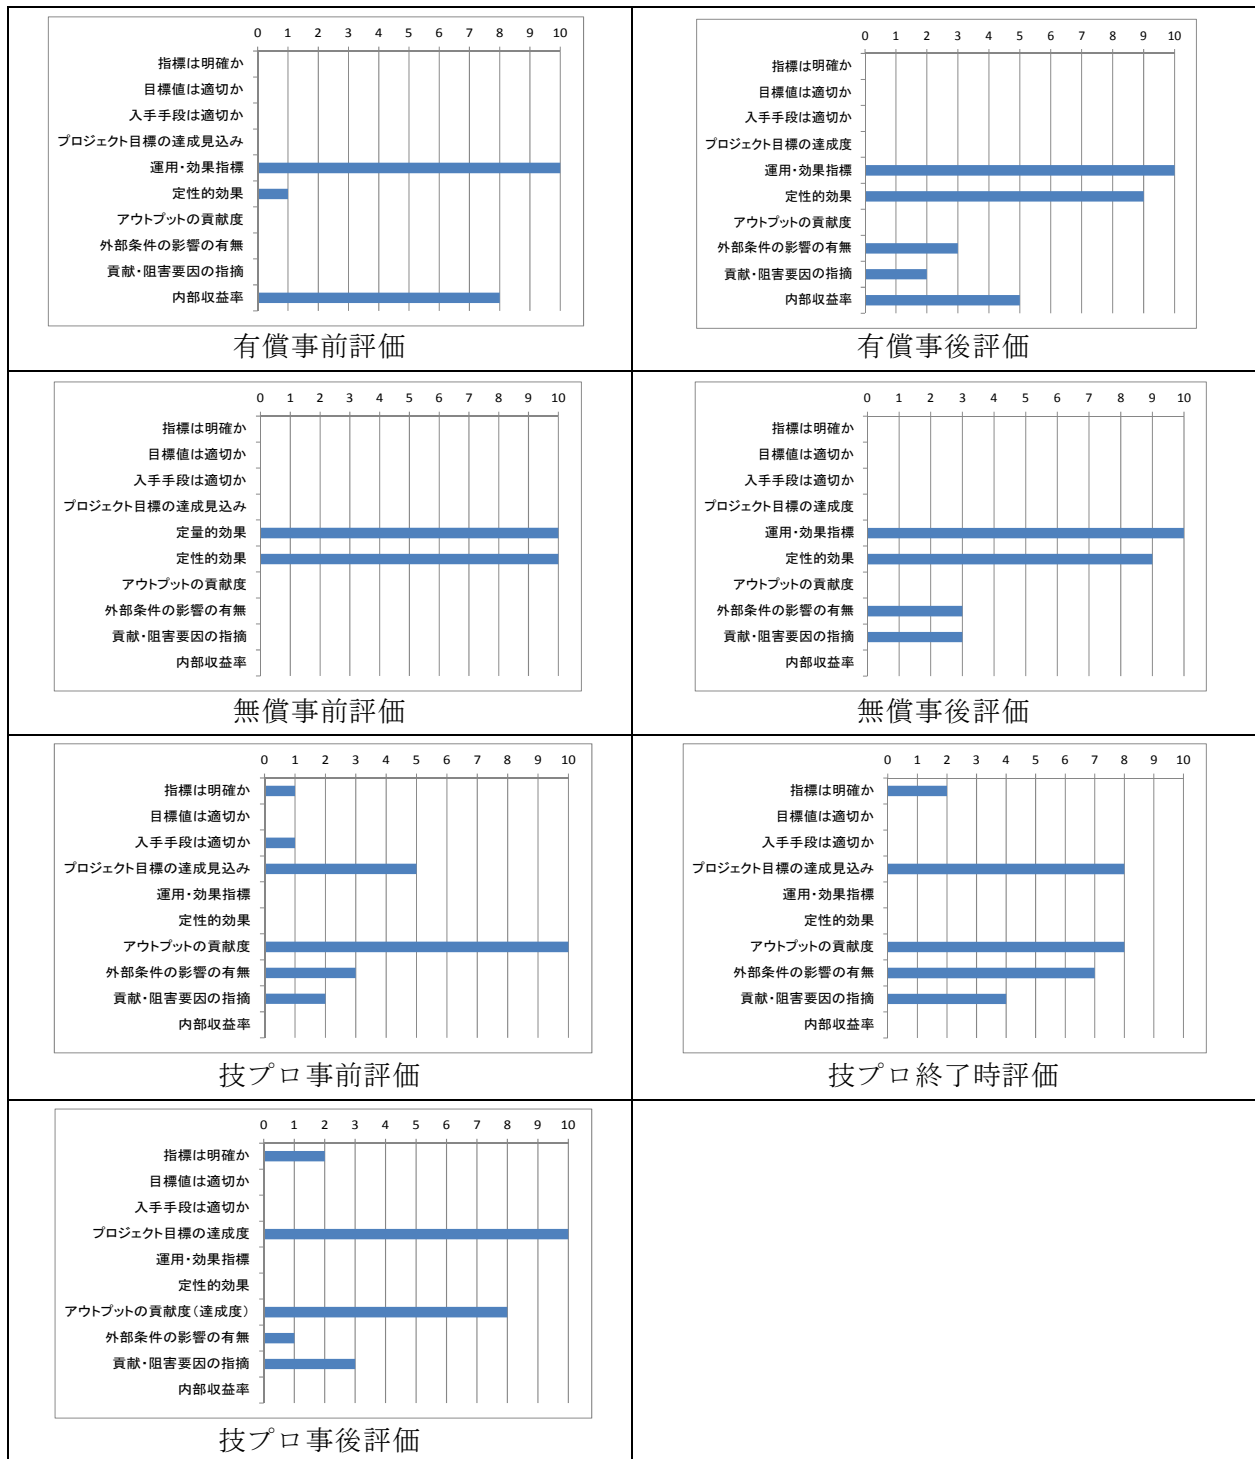 0 1 2 3 4 5 6 7 8 9 10
指標は明確か
目標値は適切か
入手手段は適切か
プロジェクト目標の達成見込み
運用・効果指標
定性的効果
アウトプットの貢献度
外部条件の影響の有無
貢献・阻害要因の指摘
内部収益率
有償事前評価
0 1 2 3 4 5 6 7 8 9 10
指標は明確か
目標値は適切か
入手手段は適切か
プロジェクト目標の達成度
運用・効果指標
定性的効果
アウトプットの貢献度
外部条件の影響の有無
貢献・阻害要因の指摘
内部収益率
有償事後評価
0 1 2 3 4 5 6 7 8 9 10
指標は明確か
目標値は適切か
入手手段は適切か
プロジェクト目標の達成見込み
定量的効果
定性的効果
アウトプットの貢献度
外部条件の影響の有無
貢献・阻害要因の指摘
内部収益率
無償事前評価
0 1 2 3 4 5 6 7 8 9 10
指標は明確か
目標値は適切か
入手手段は適切か
プロジェクト目標の達成度
運用・効果指標
定性的効果
アウトプットの貢献度
外部条件の影響の有無
貢献・阻害要因の指摘
内部収益率
無償事後評価
0 1 2 3 4 5 6 7 8 9 10
指標は明確か
目標値は適切か
入手手段は適切か
プロジェクト目標の達成見込み
運用・効果指標
定性的効果
アウトプットの貢献度
外部条件の影響の有無
貢献・阻害要因の指摘
内部収益率
技プロ事前評価
0 1 2 3 4 5 6 7 8 9 10
指標は明確か
目標値は適切か
入手手段は適切か
プロジェクト目標の達成見込み
運用・効果指標
定性的効果
アウトプットの貢献度
外部条件の影響の有無
貢献・阻害要因の指摘
内部収益率
技プロ終了時評価
0 1 2 3 4 5 6 7 8 9 10
指標は明確か
目標値は適切か
入手手段は適切か
プロジェクト目標の達成度
運用・効果指標
定性的効果
アウトプットの貢献度(達成度)
外部条件の影響の有無
貢献・阻害要因の指摘
内部収益率
技プロ事後評価